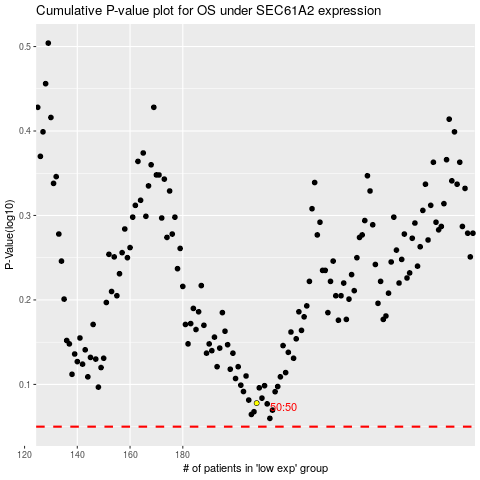 Cumulative P-value plot for OS under SEC61A2 expression
P-Value(log10)
0.5
0.4
0.3
0.2
0.1
50:50
120 140 160 180
# of patients in 'low exp' group